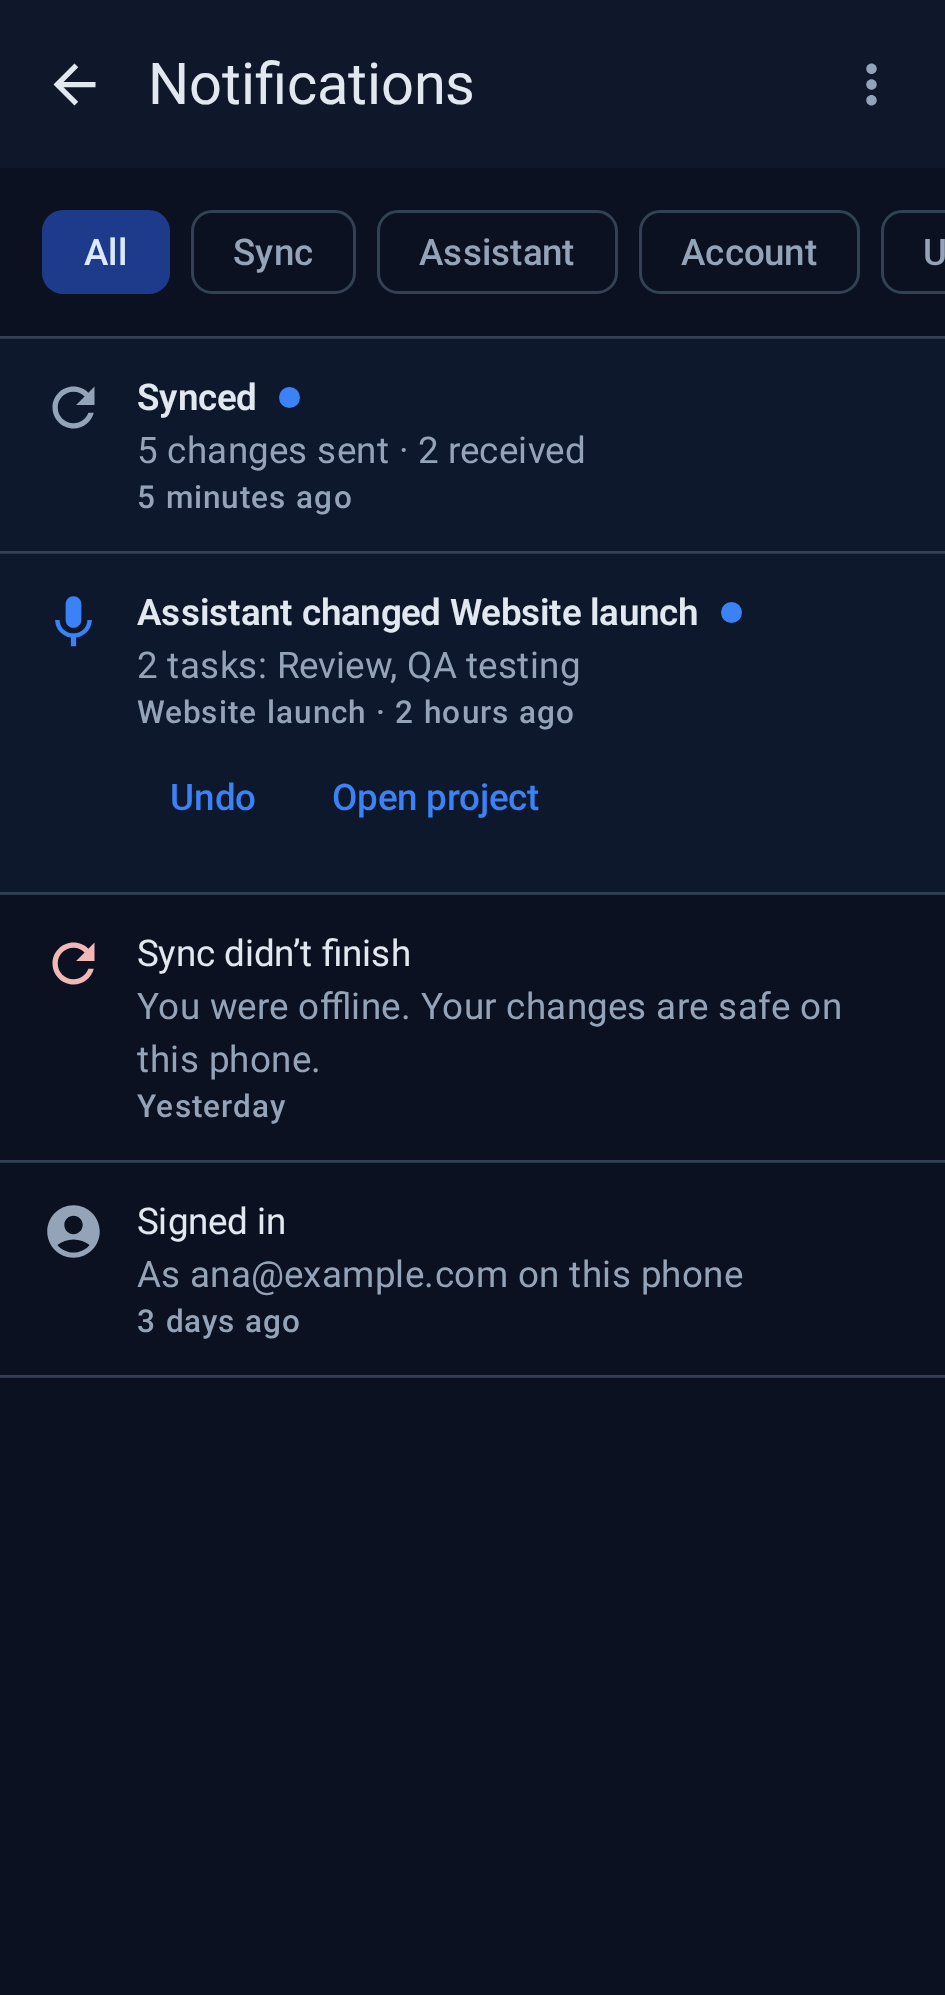 Notifications
All
Sync
Assistant
Account
U
Synced
5 changes sent · 2 received
5 minutes ago
Assistant changed Website launch
2 tasks: Review, QA testing
Website launch · 2 hours ago
Undo
Open project
Sync didn’t finish
You were offline. Your changes are safe on
this phone.
Yesterday
Signed in
As ana@example.com on this phone
3 days ago